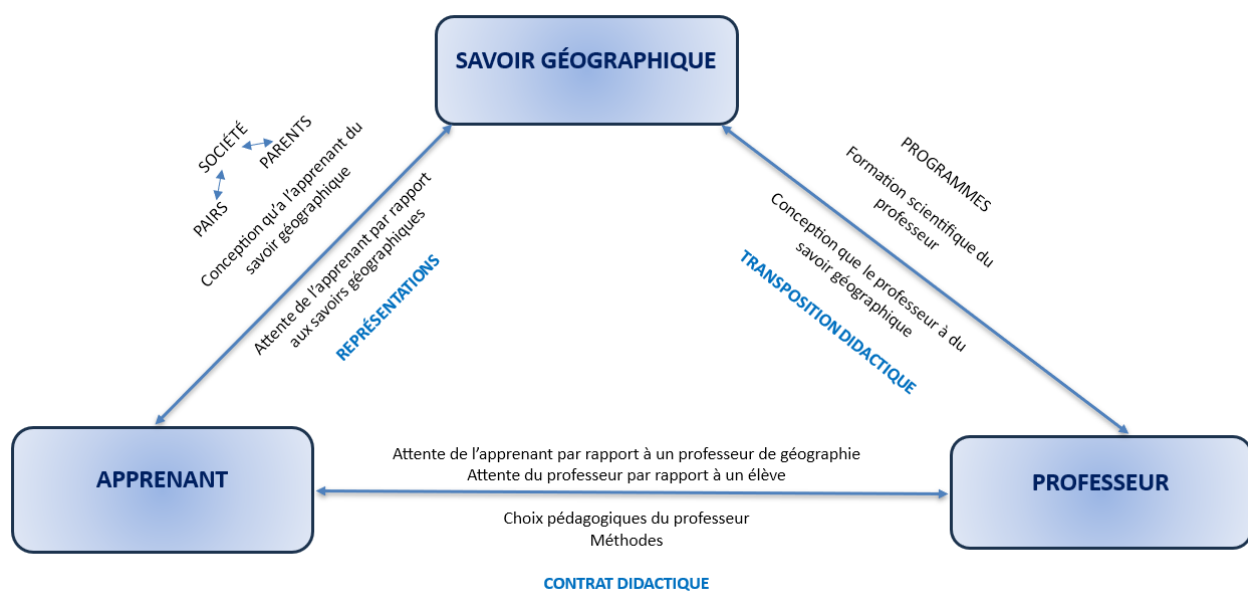 SAVOIR GÉOGRAPHIQUE
SOCIÉTÉ
PARENTS
PAIRS
Conception qu'a l'apprenant du
savoir géographique
Attente de l'apprenant par rapport
aux savoirs géographiques
REPRÉSENTATIONS
PROGRAMMES
Formation scientifique du
professeur
Conception que le professeur à du
savoir géographique
TRANSPOSITION DIDACTIQUE
APPRENANT
Attente de l'apprenant par rapport à un professeur de géographie
Attente du professeur par rapport à un élève
Choix pédagogiques du professeur
Méthodes
PROFESSEUR
CONTRAT DIDACTIQUE